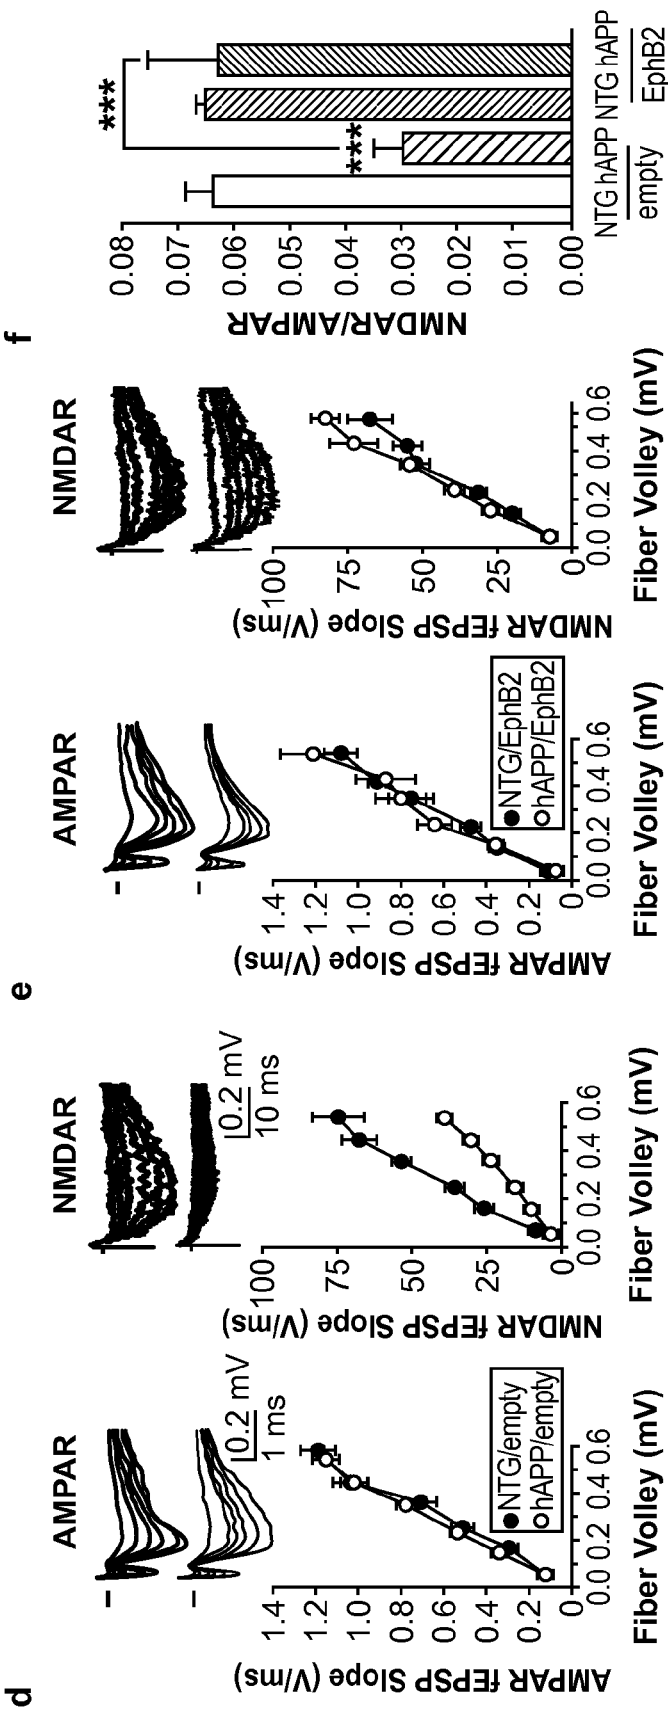 d
AMPAR
NMDAR
0.2 mV
1 ms
0.2 mV
10 ms
AMPAR fEPSP Slope (V/ms)
1.4
1.2
1.0
0.8
0.6
0.4
0.2
0
0.0 0.2 0.4 0.6
Fiber Volley (mV)
NTG/empty
hAPP/empty
NMDAR fEPSP Slope (V/ms)
100
75
50
25
0
0.0 0.2 0.4 0.6
Fiber Volley (mV)
e
AMPAR
NMDAR
AMPAR fEPSP Slope (V/ms)
1.4
1.2
1.0
0.8
0.6
0.4
0.2
0
0.0 0.2 0.4 0.6
Fiber Volley (mV)
NTG/EphB2
hAPP/EphB2
NMDAR fEPSP Slope (V/ms)
100
75
50
25
0
0.0 0.2 0.4 0.6
Fiber Volley (mV)
f
NMDAR/AMPAR
0.08
0.07
0.06
0.05
0.04
0.03
0.02
0.01
0.00
***
***
NTG hAPP NTG hAPP
empty EphB2